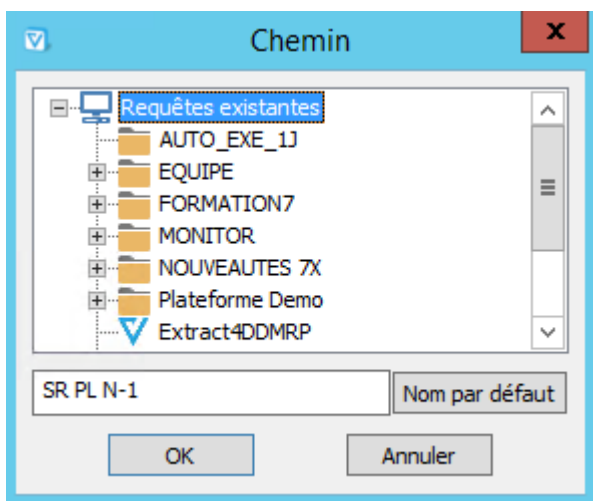 Chemin
Requêtes existantes
AUTO_EXE_1J
EQUIPE
FORMATION7
MONITOR
NOUVEAUTES 7X
Plateforme Demo
Extract4DDMRP
SR PL N-1 Nom par défaut
OK Annuler